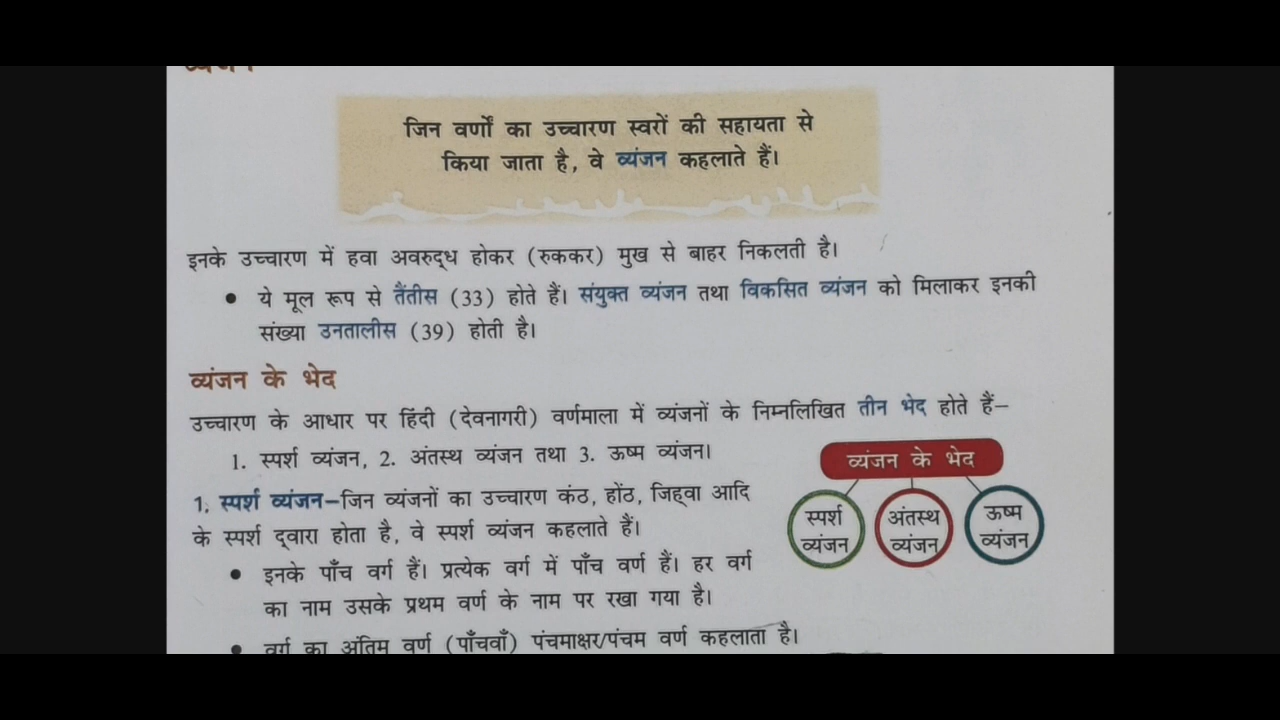 व्यंजन
जिन वर्णों का उच्चारण स्वरों की सहायता से
किया जाता है, वे व्यंजन कहलाते हैं।
इनके उच्चारण में हवा अवरुद्ध होकर (रुककर) मुख से बाहर निकलती है।
• ये मूल रूप से तैंतीस (33) होते हैं। संयुक्त व्यंजन तथा विकसित व्यंजन को मिलाकर इनकी
संख्या उनतालीस (39) होती है।
व्यंजन के भेद
उच्चारण के आधार पर हिंदी (देवनागरी) वर्णमाला में व्यंजनों के निम्नलिखित तीन भेद होते हैं–
1. स्पर्श व्यंजन, 2. अंतस्थ व्यंजन तथा 3. ऊष्म व्यंजन।
1. स्पर्श व्यंजन–जिन व्यंजनों का उच्चारण कंठ, होंठ, जिह्वा आदि
के स्पर्श द्वारा होता है, वे स्पर्श व्यंजन कहलाते हैं।
• इनके पाँच वर्ग हैं। प्रत्येक वर्ग में पाँच वर्ण हैं। हर वर्ग
का नाम उसके प्रथम वर्ण के नाम पर रखा गया है।
• वर्ग का अंतिम वर्ण (पाँचवाँ) पंचमाक्षर/पंचम वर्ण कहलाता है।
व्यंजन के भेद
स्पर्श
व्यंजन
अंतस्थ
व्यंजन
ऊष्म
व्यंजन